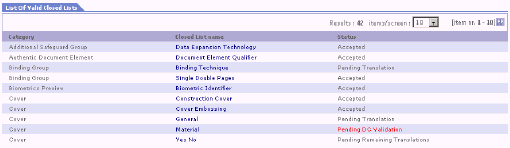 List Of Valid Closed Lists
Results: 42 items/screen: 10 [Item nr. 1 - 10]
Category Closed List name Status
Additional Safeguard Group Data Expansion Technology Accepted
Authentic Document Element Document Element Qualifier Accepted
Binding Group Binding Technique Pending Translation
Binding Group Single Double Pages Accepted
Biometrics Preview Biometric Identifier Accepted
Cover Construction Cover Accepted
Cover Cover Embossing Accepted
Cover General Pending Translation
Cover Material Pending DG Validation
Cover Yes No Pending Remaining Translations